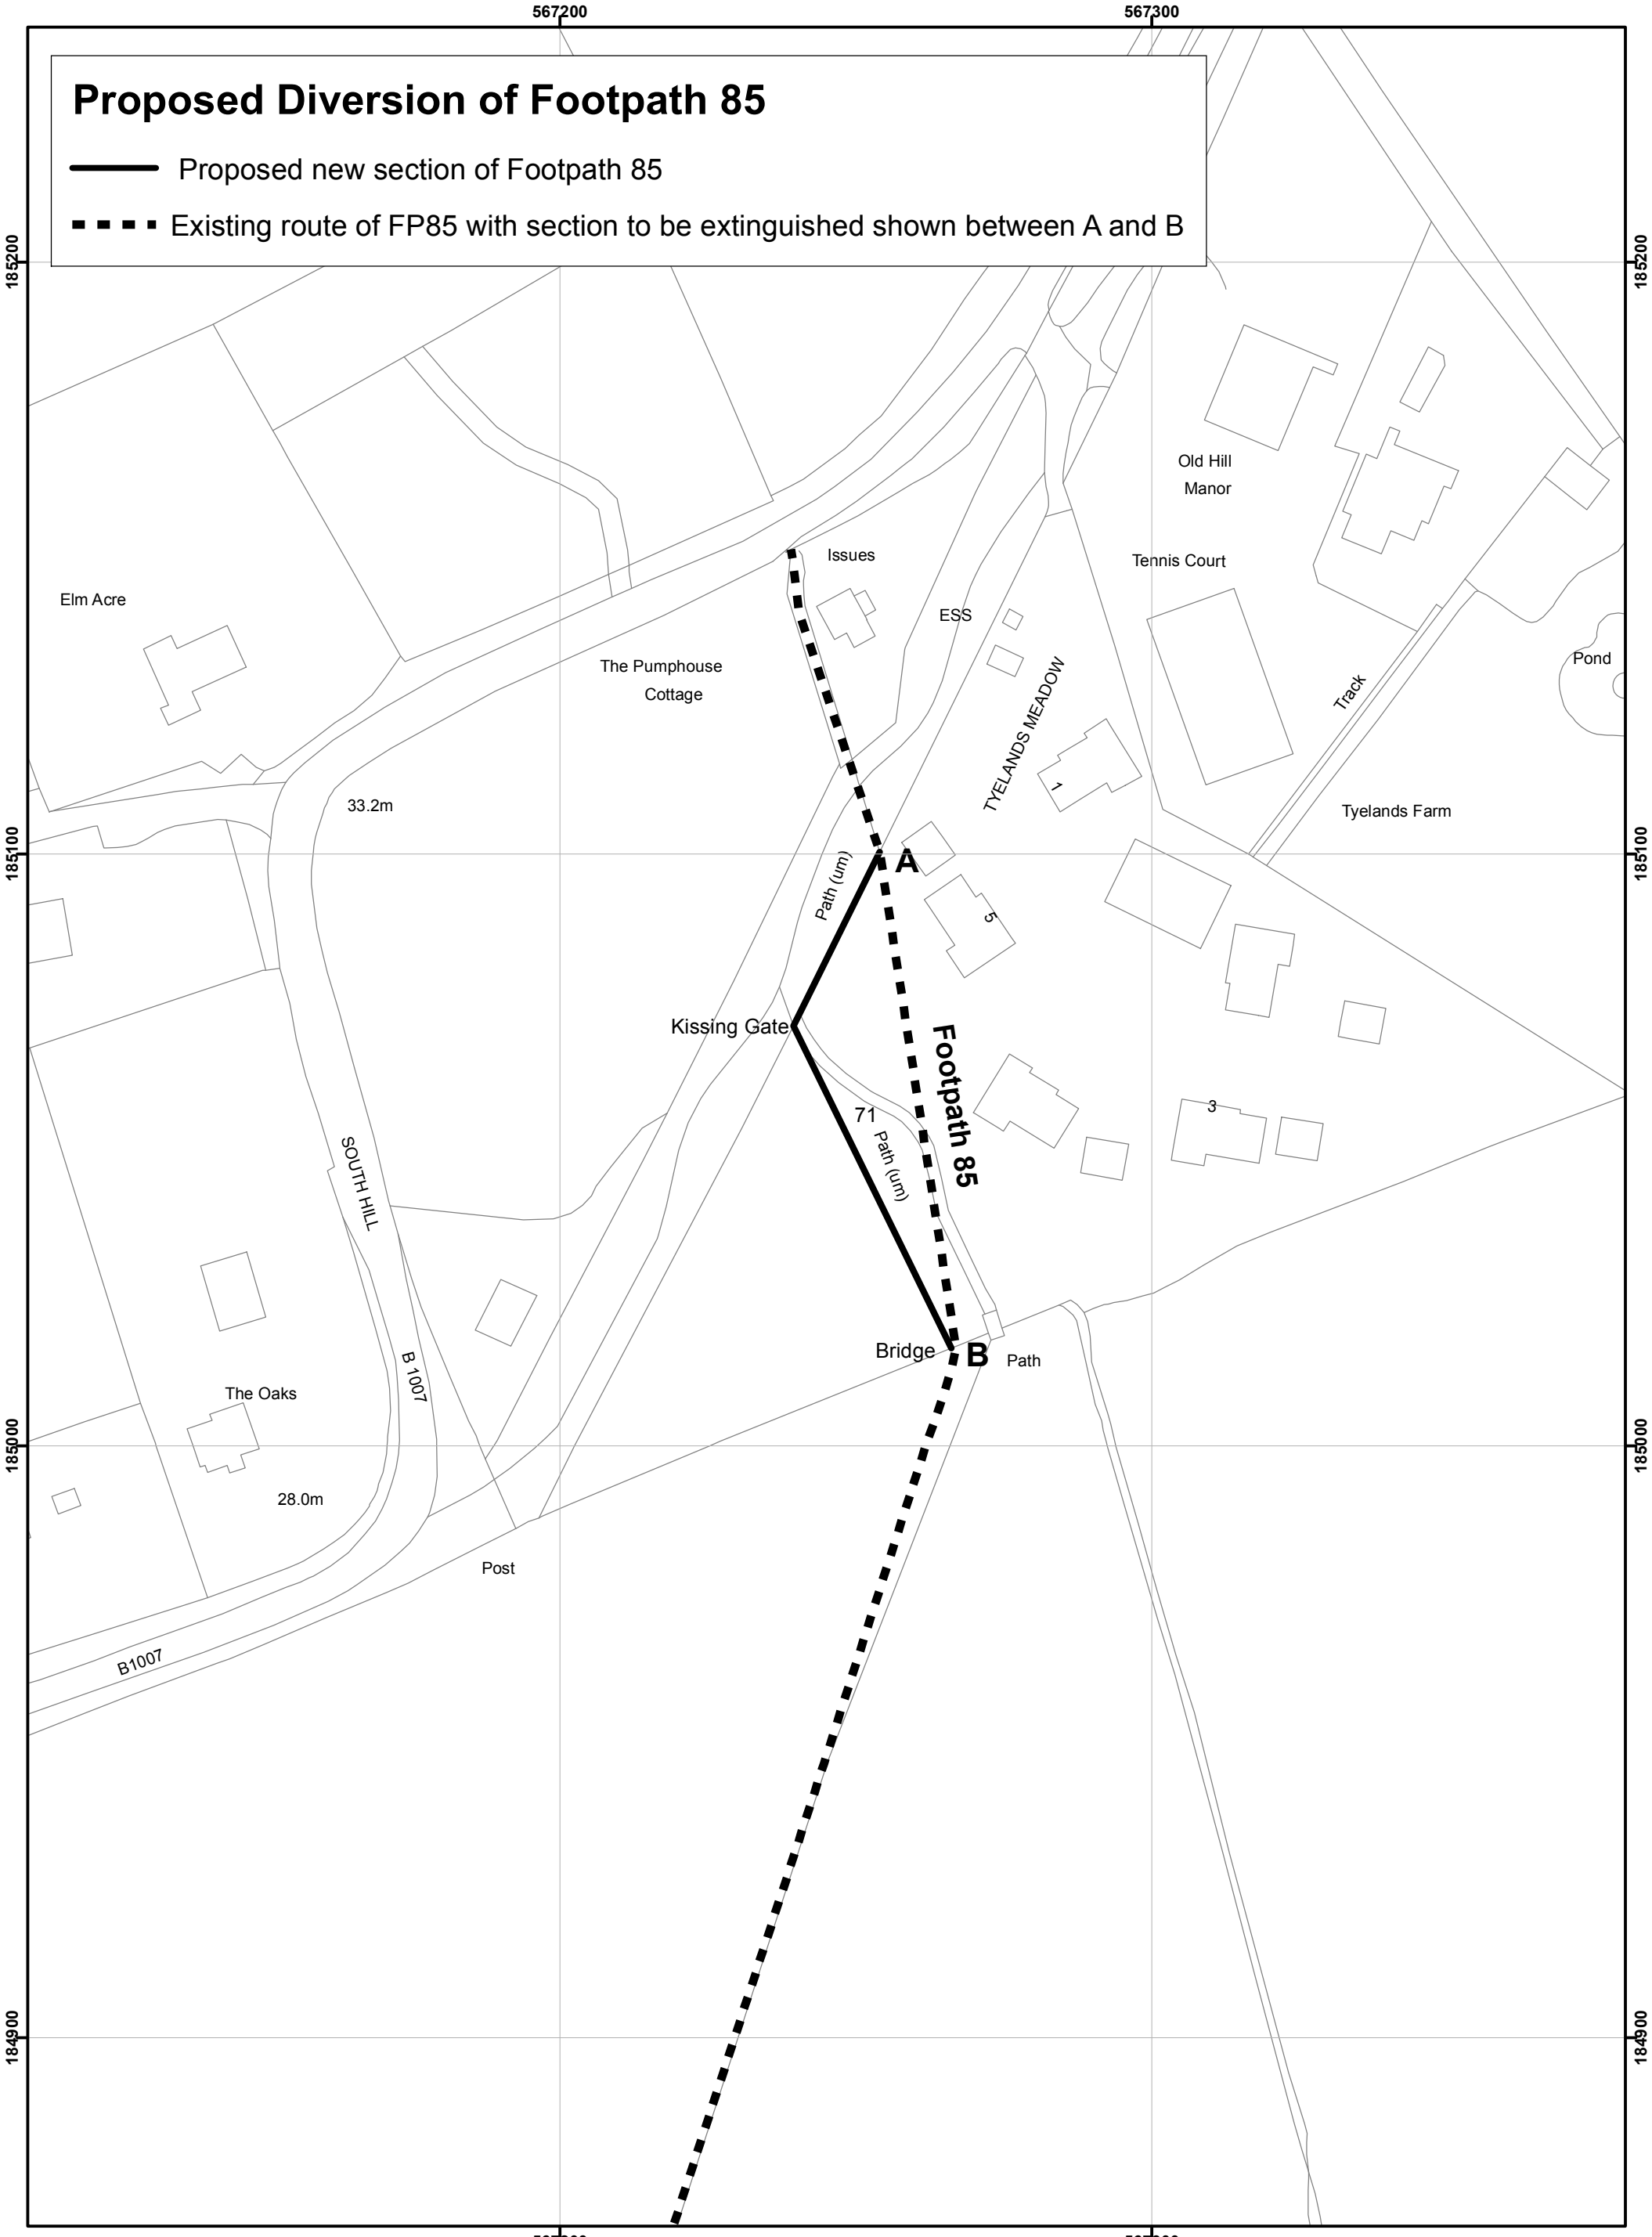 567200
567300
Proposed Diversion of Footpath 85
Proposed new section of Footpath 85
Existing route of FP85 with section to be extinguished shown between A and B
185200
185200
Old Hill
Manor
Issues
Tennis Court
Elm Acre
ESS
The Pumphouse
Cottage
Pond
Track
TYELANDS MEADOW
1
33.2m
Tyelands Farm
185100
185100
A
Path (um)
5
Kissing Gate
Footpath 85
71
3
Path (um)
SOUTH HILL
Bridge
B
Path
B 1007
The Oaks
185000
185000
28.0m
Post
B1007
184900
184900